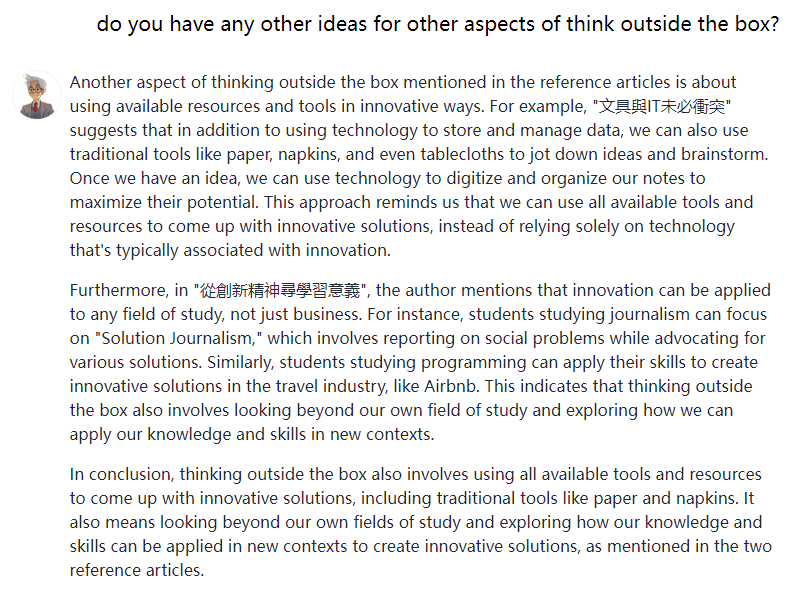 do you have any other ideas for other aspects of think outside the box?
Another aspect of thinking outside the box mentioned in the reference articles is about
using available resources and tools in innovative ways. For example, "文具與IT未必衝突"
suggests that in addition to using technology to store and manage data, we can also use
traditional tools like paper, napkins, and even tablecloths to jot down ideas and brainstorm.
Once we have an idea, we can use technology to digitize and organize our notes to
maximize their potential. This approach reminds us that we can use all available tools and
resources to come up with innovative solutions, instead of relying solely on technology
that's typically associated with innovation.
Furthermore, in "從創新精神尋學習意義", the author mentions that innovation can be applied
to any field of study, not just business. For instance, students studying journalism can focus
on "Solution Journalism," which involves reporting on social problems while advocating for
various solutions. Similarly, students studying programming can apply their skills to create
innovative solutions in the travel industry, like Airbnb. This indicates that thinking outside
the box also involves looking beyond our own field of study and exploring how we can
apply our knowledge and skills in new contexts.
In conclusion, thinking outside the box also involves using all available tools and resources
to come up with innovative solutions, including traditional tools like paper and napkins. It
also means looking beyond our own fields of study and exploring how our knowledge and
skills can be applied in new contexts to create innovative solutions, as mentioned in the two
reference articles.